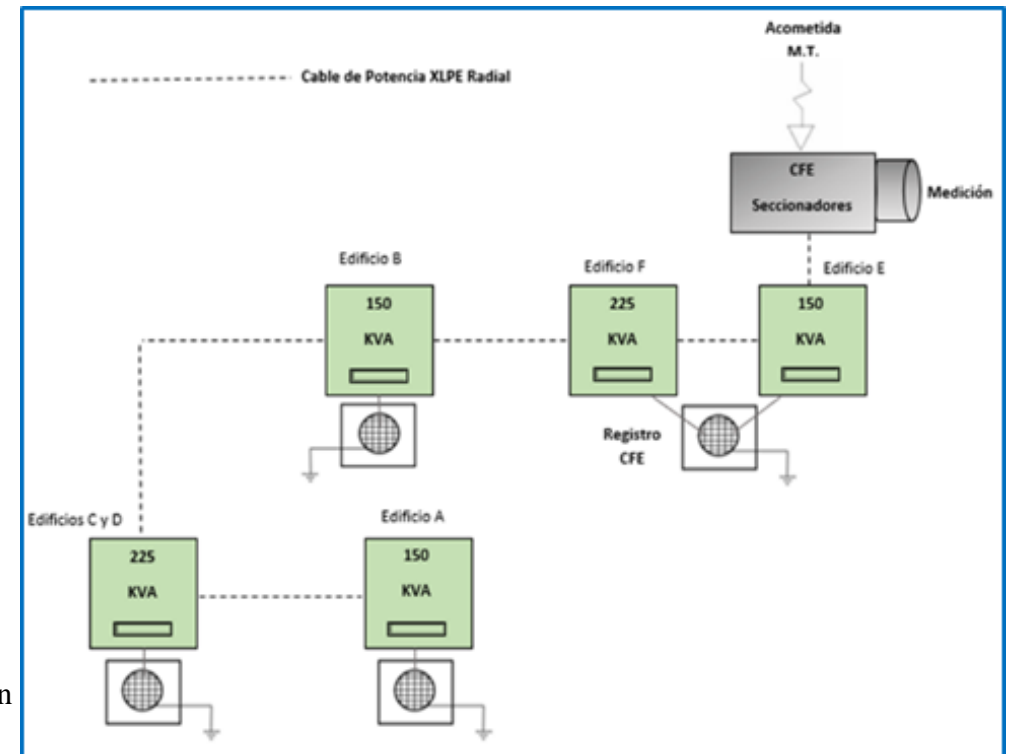 Acometida
M.T.
Cable de Potencia XLPE Radial
CFE
Seccionadores
Medición
Edificio B
Edificio F
Edificio E
150
KVA
225
KVA
150
KVA
Registro
CFE
Edificios C y D
Edificio A
225
KVA
150
KVA
n